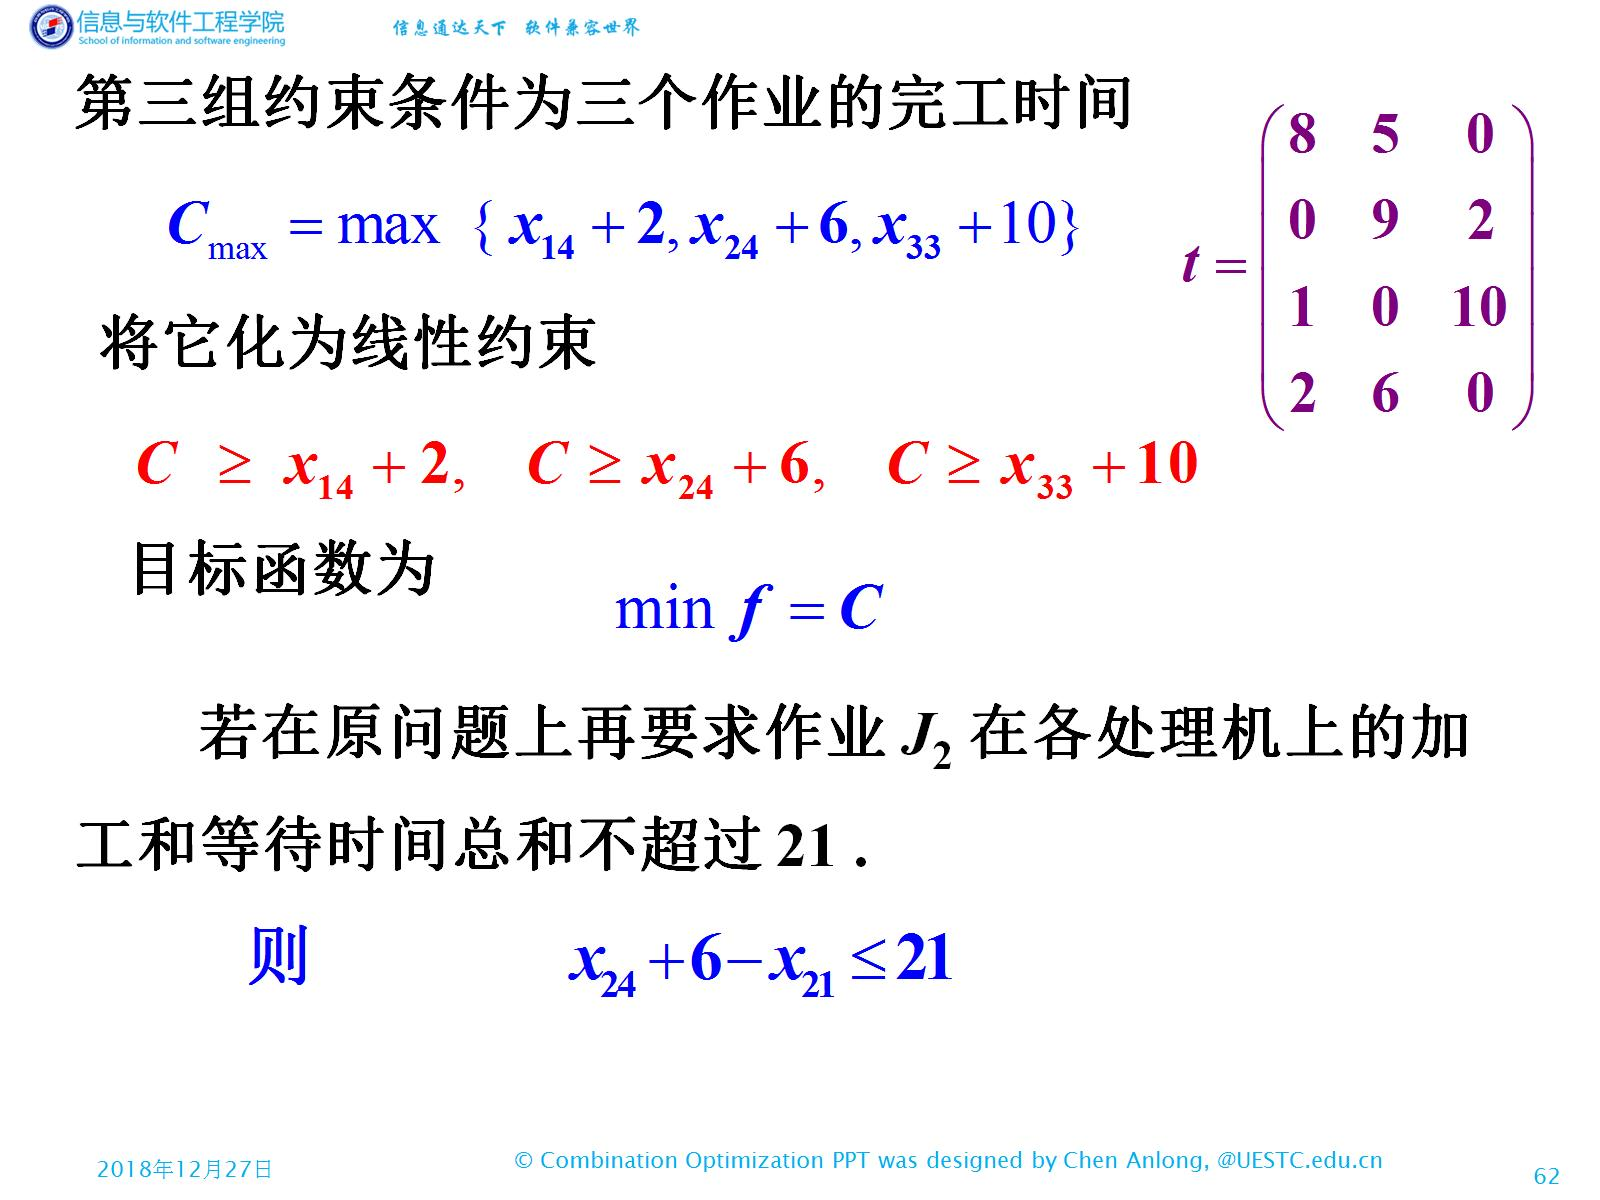 信息与软件工程学院
School of information and software engineering
信息通达天下 软件兼容世界
第三组约束条件为三个作业的完工时间
C_max = max { x_14 + 2, x_24 + 6, x_33 + 10}
t = ( 8 5 0
0 9 2
1 0 10
2 6 0 )
将它化为线性约束
C ≥ x_14 + 2, C ≥ x_24 + 6, C ≥ x_33 + 10
目标函数为
min f = C
若在原问题上再要求作业 J_2 在各处理机上的加
工和等待时间总和不超过 21 .
则 x_24 + 6 − x_21 ≤ 21
2018年12月27日
© Combination Optimization PPT was designed by Chen Anlong, @UESTC.edu.cn
62